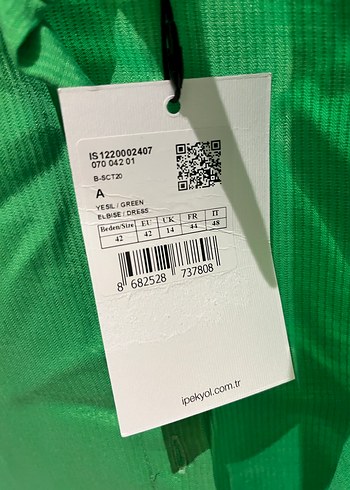 IS1220002407
070 042 01
B-5CT20
A
YESIL / GREEN
ELBISE / DRESS
Beden/Size EU UK FR IT
42 42 14 44 48
8 682528 737808
ipekyol.com.tr